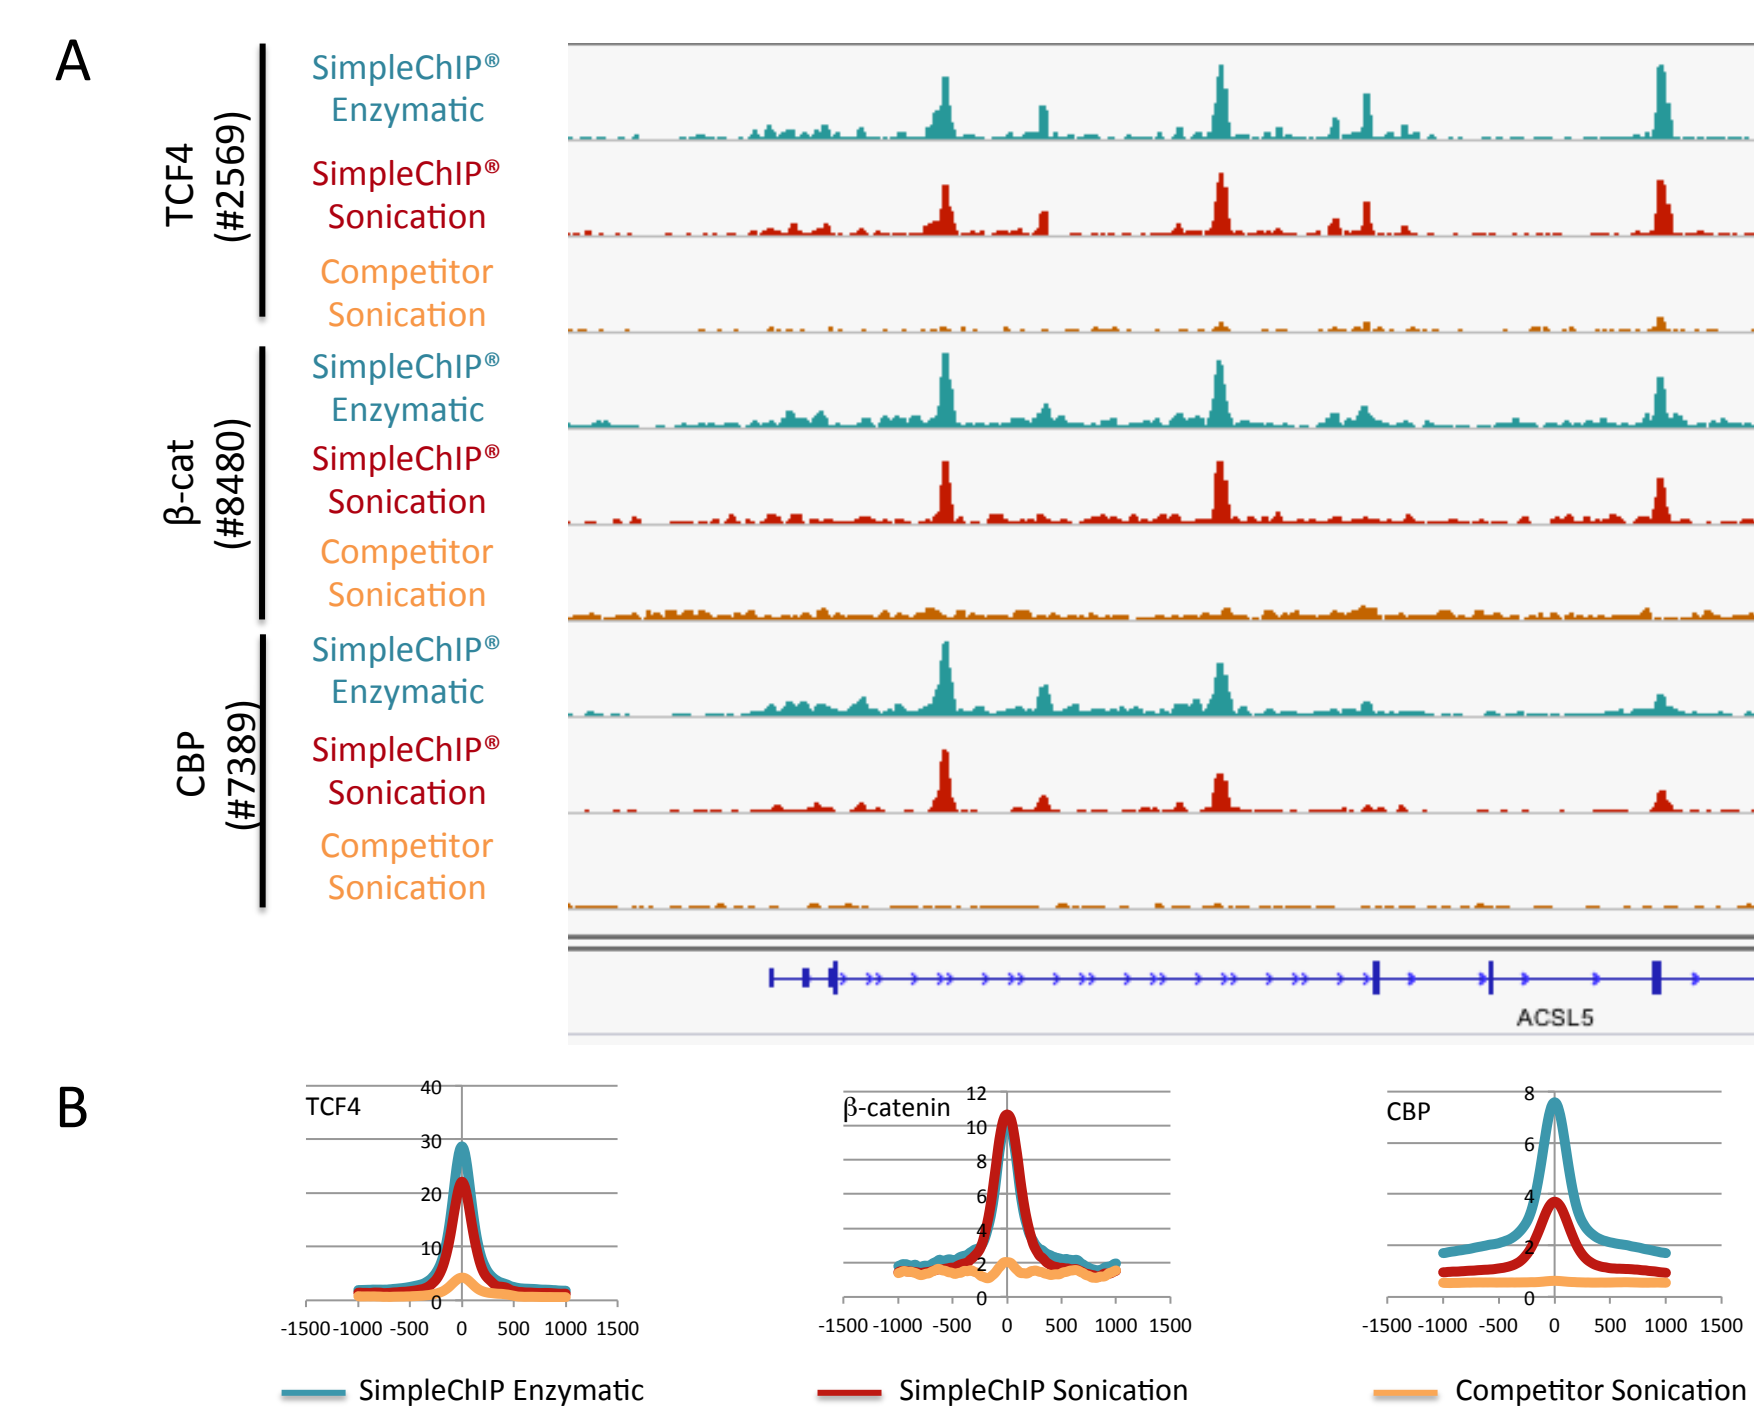 A
TCF4
(#2569)
SimpleChIP®
Enzymatic
SimpleChIP®
Sonication
Competitor
Sonication
β-cat
(#8480)
SimpleChIP®
Enzymatic
SimpleChIP®
Sonication
Competitor
Sonication
CBP
(#7389)
SimpleChIP®
Enzymatic
SimpleChIP®
Sonication
Competitor
Sonication
ACSL5
B
TCF4
40
30
20
10
0
-1500 -1000 -500 0 500 1000 1500
β-catenin
12
10
8
6
4
2
0
-1500 -1000 -500 0 500 1000 1500
CBP
8
6
4
2
0
-1500 -1000 -500 0 500 1000 1500
SimpleChIP Enzymatic
SimpleChIP Sonication
Competitor Sonication